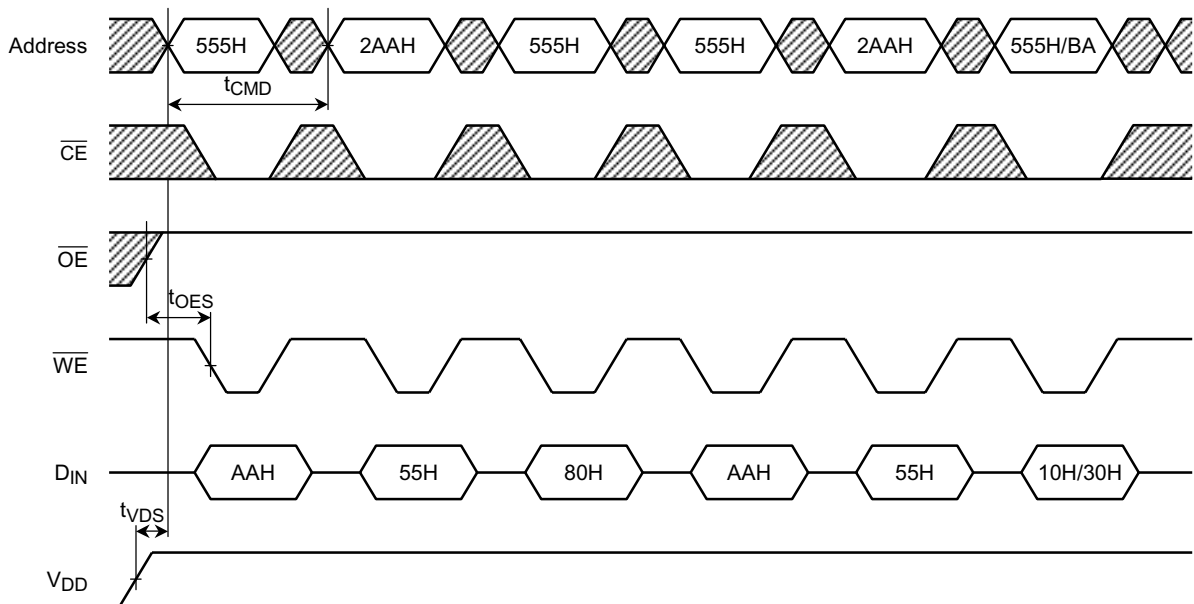 Address 555H 2AAH 555H 555H 2AAH 555H/BA
tCMD
CE
OE
tOES
WE
DIN AAH 55H 80H AAH 55H 10H/30H
tVDS
VDD